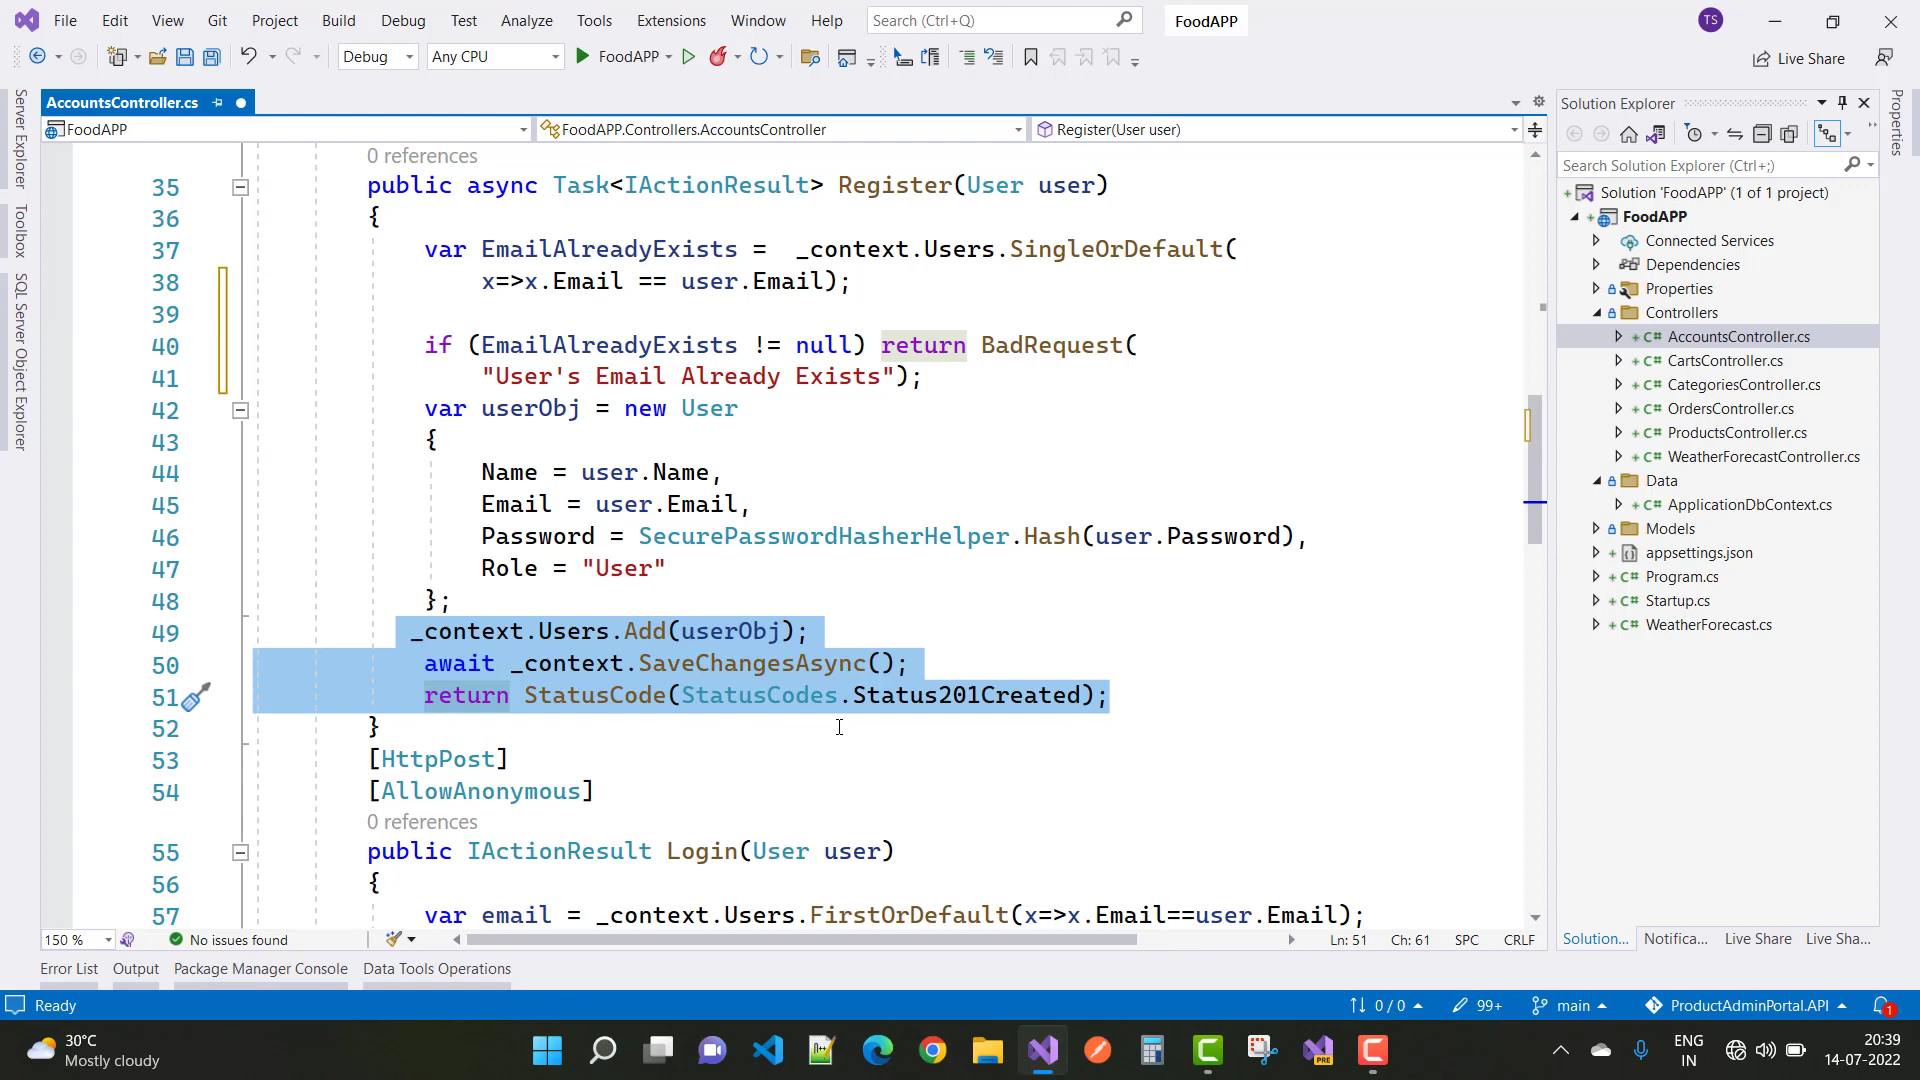 File Edit View Git Project Build Debug Test Analyze Tools Extensions Window Help Search (Ctrl+Q) FoodAPP TS
Debug Any CPU FoodAPP Live Share
Server Explorer
Toolbox
SQL Server Object Explorer
AccountsController.cs
FoodAPP FoodAPP.Controllers.AccountsController Register(User user)
0 references
35 public async Task<IActionResult> Register(User user)
36 {
37 var EmailAlreadyExists = _context.Users.SingleOrDefault(
38 x=>x.Email == user.Email);
39
40 if (EmailAlreadyExists != null) return BadRequest(
41 "User's Email Already Exists");
42 var userObj = new User
43 {
44 Name = user.Name,
45 Email = user.Email,
46 Password = SecurePasswordHasherHelper.Hash(user.Password),
47 Role = "User"
48 };
49 _context.Users.Add(userObj);
50 await _context.SaveChangesAsync();
51 return StatusCode(StatusCodes.Status201Created);
52 }
53 [HttpPost]
54 [AllowAnonymous]
0 references
55 public IActionResult Login(User user)
56 {
57 var email = _context.Users.FirstOrDefault(x=>x.Email==user.Email);
150 % No issues found Ln: 51 Ch: 61 SPC CRLF
Error List Output Package Manager Console Data Tools Operations
Solution Explorer
Search Solution Explorer (Ctrl+;)
Solution 'FoodAPP' (1 of 1 project)
FoodAPP
Connected Services
Dependencies
Properties
Controllers
C# AccountsController.cs
C# CartsController.cs
C# CategoriesController.cs
C# OrdersController.cs
C# ProductsController.cs
C# WeatherForecastController.cs
Data
C# ApplicationDbContext.cs
Models
appsettings.json
C# Program.cs
C# Startup.cs
C# WeatherForecast.cs
Solution... Notifica... Live Share Live Sha...
Properties
Ready 0 / 0 99+ main ProductAdminPortal.API 1
30°C
Mostly cloudy
PRE
ENG
IN
20:39
14-07-2022